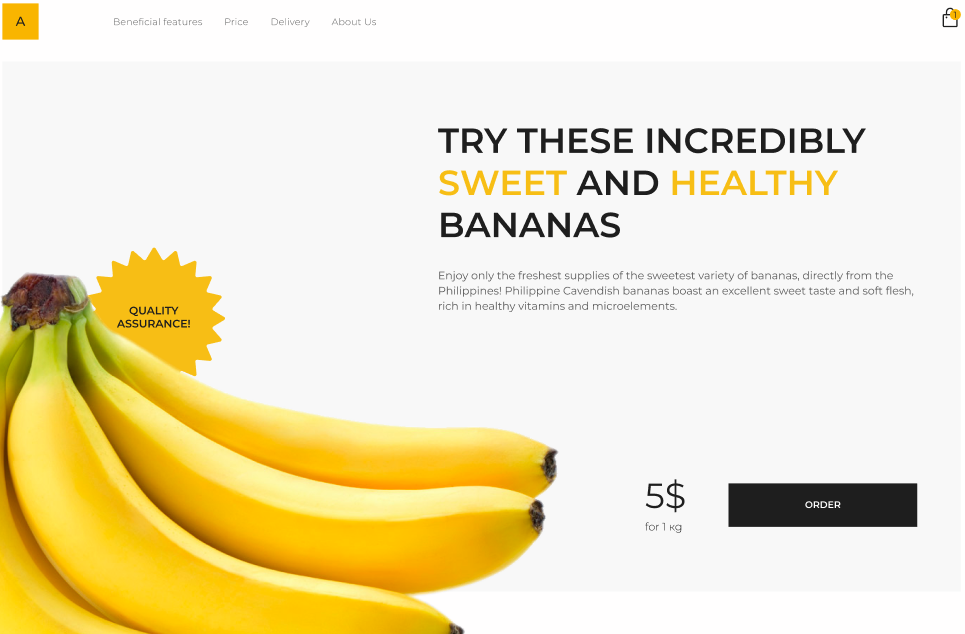 A
Beneficial features Price Delivery About Us
1
TRY THESE INCREDIBLY
SWEET AND HEALTHY
BANANAS
Enjoy only the freshest supplies of the sweetest variety of bananas, directly from the
Philippines! Philippine Cavendish bananas boast an excellent sweet taste and soft flesh,
rich in healthy vitamins and microelements.
QUALITY
ASSURANCE!
5$
for 1 кg
ORDER